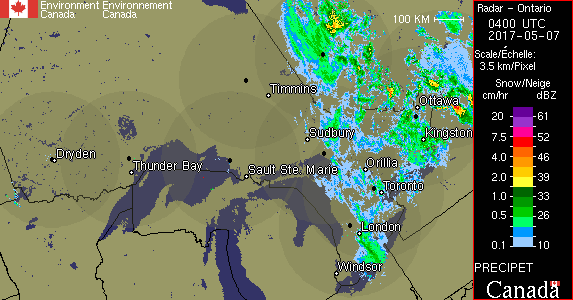 Environment Environnement
Canada Canada
100 KM
Timmins
Ottawa
Sudbury
Kingston
Dryden
Thunder Bay
Sault Ste. Marie
Orillia
Toronto
London
Windsor
Radar - Ontario
0400 UTC
2017-05-07
Scale/Échelle:
3.5 km/Pixel
Snow/Neige
cm/hr dBZ
20 61
7.5 52
4.0 46
2.0 39
1.0 33
0.5 26
0.1 10
PRECIPET
Canada